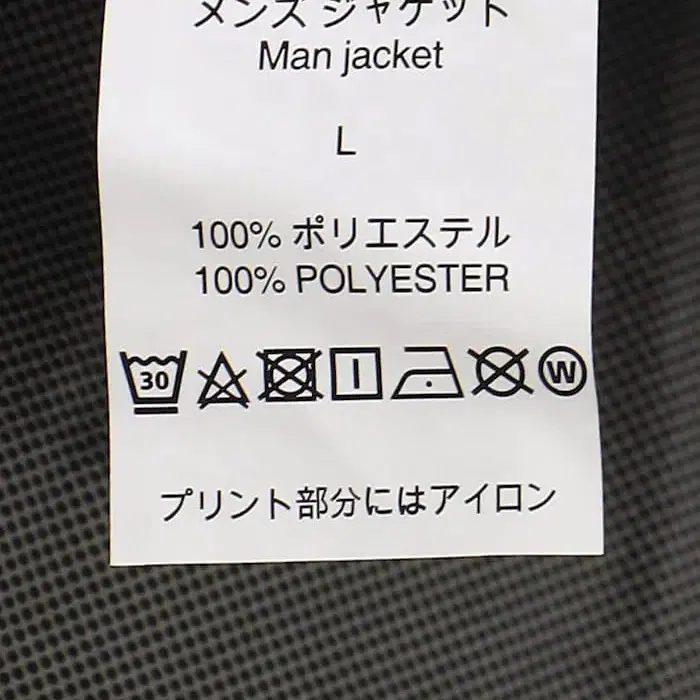 メンズ ジャケット
Man jacket
L
100% ポリエステル
100% POLYESTER
30
W
プリント部分にはアイロン